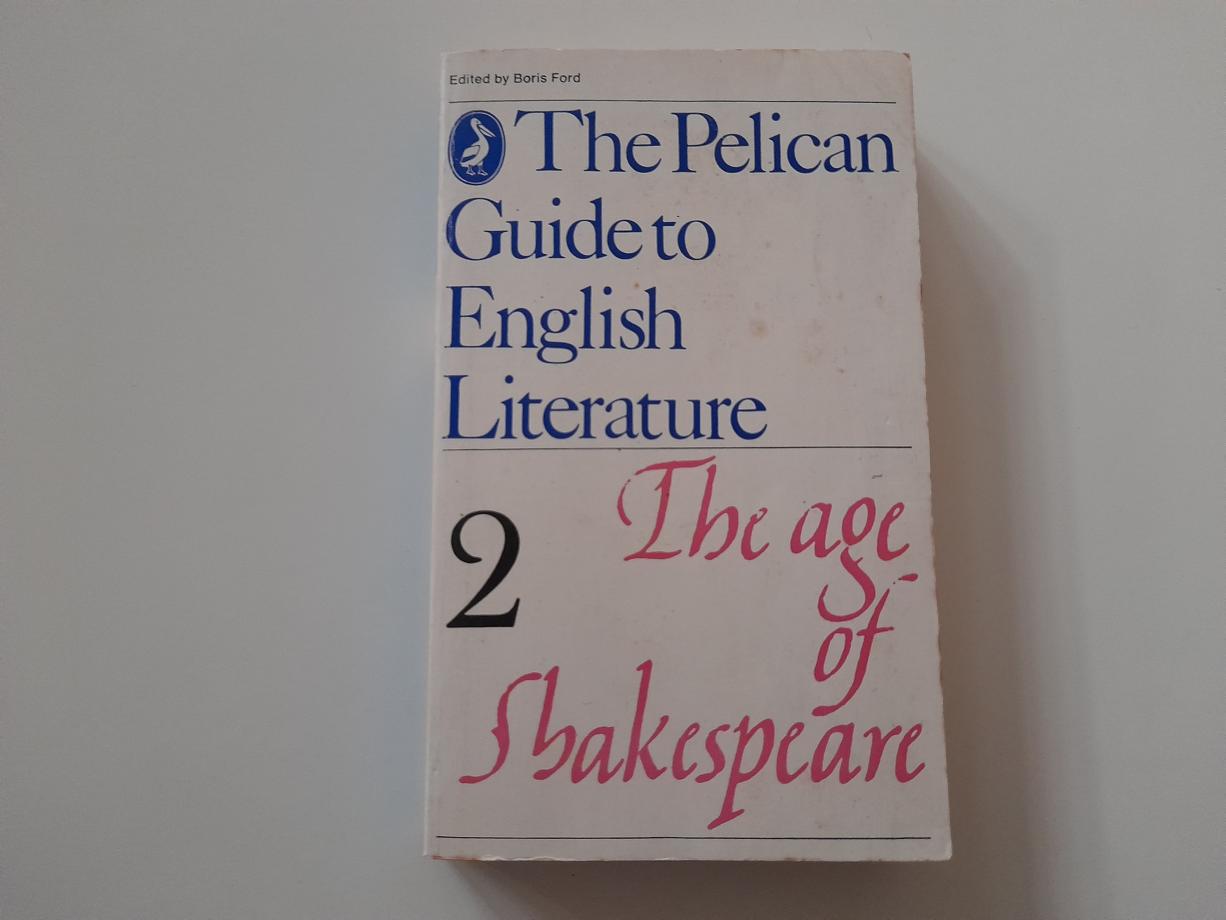 Edited by Boris Ford
The Pelican
Guide to
English
Literature
2
The age
of
Shakespeare